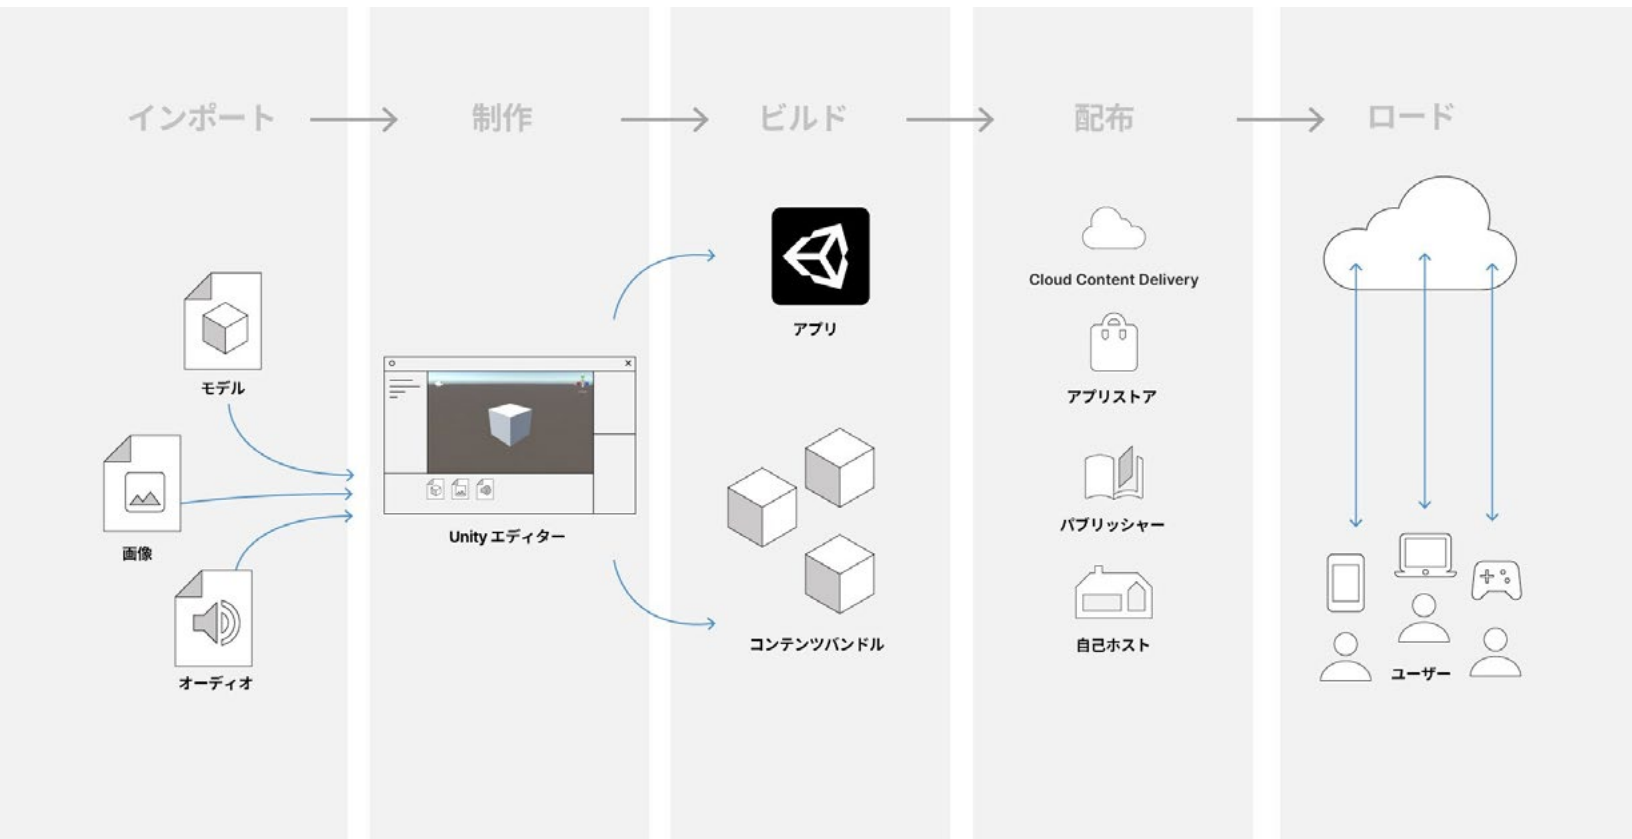 インポート
制作
ビルド
配布
ロード
モデル
画像
オーディオ
Unity エディター
アプリ
コンテンツバンドル
Cloud Content Delivery
アプリストア
パブリッシャー
自己ホスト
ユーザー